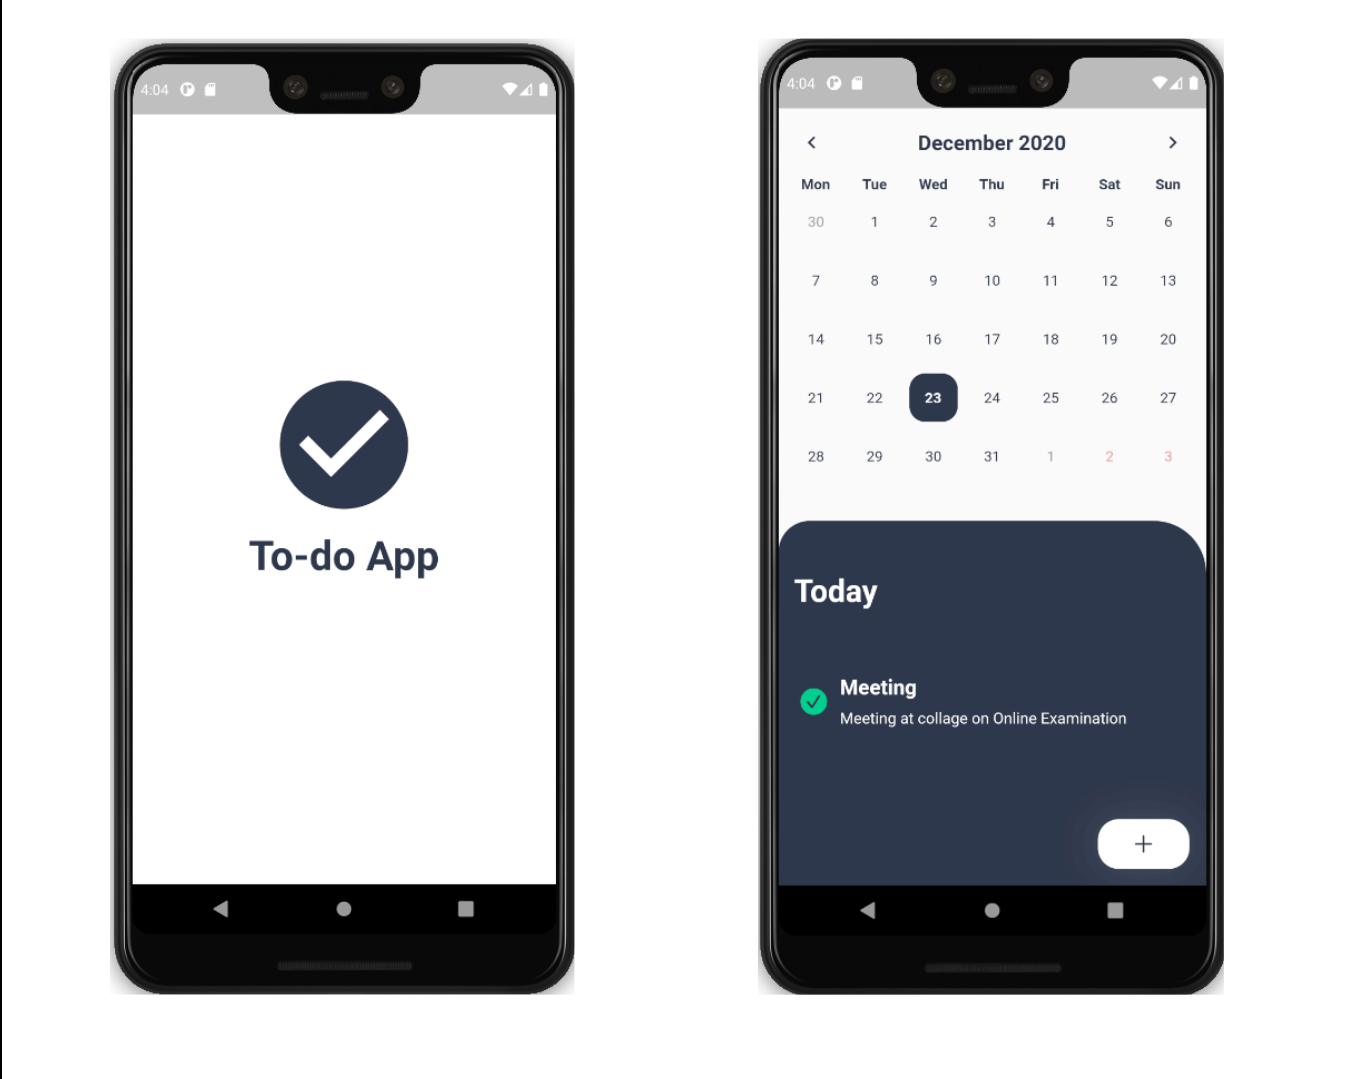 4:04
To-do App
4:04
December 2020
Mon Tue Wed Thu Fri Sat Sun
30 1 2 3 4 5 6
7 8 9 10 11 12 13
14 15 16 17 18 19 20
21 22 23 24 25 26 27
28 29 30 31 1 2 3
Today
Meeting
Meeting at collage on Online Examination